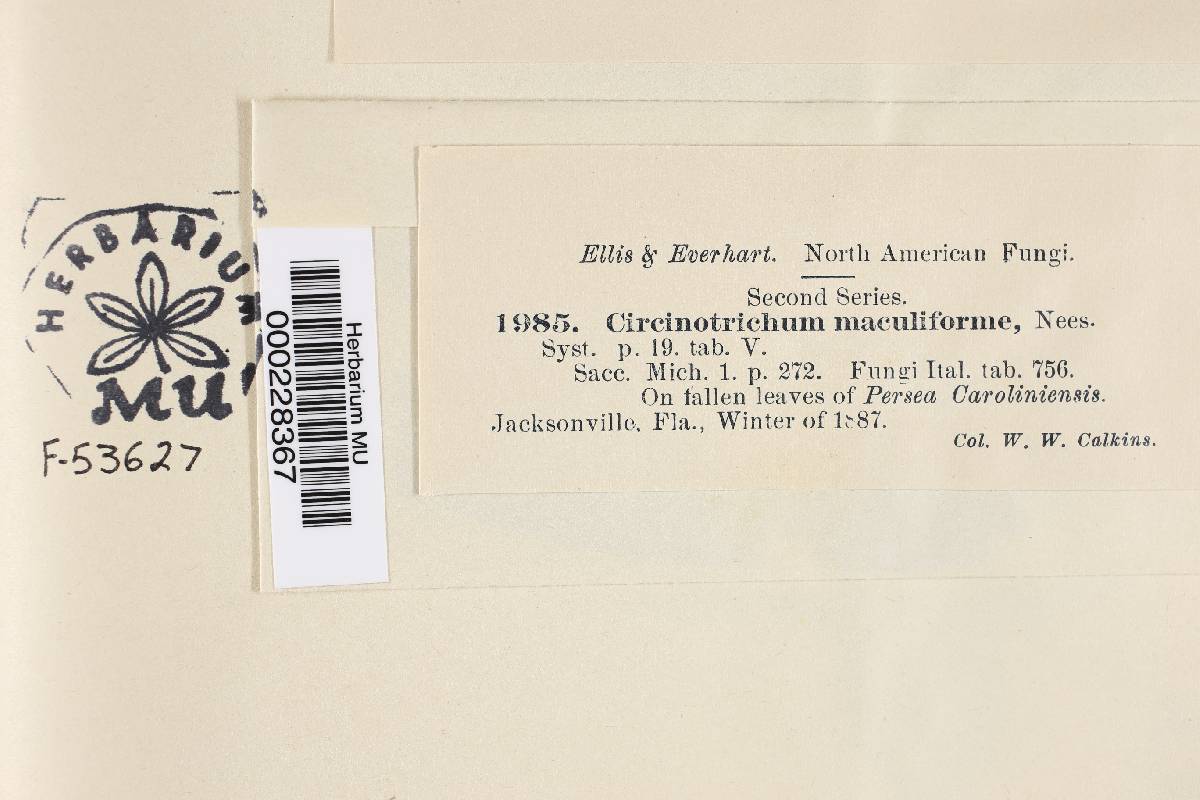 HERBARIUM
MU
F-53627
000228367
Herbarium MU
Ellis & Everhart. North American Fungi.
Second Series.
1985. Circinotrichum maculiforme, Nees.
Syst. p. 19. tab. V.
Sacc. Mich. 1. p. 272. Fungi Ital. tab. 756.
On fallen leaves of Persea Caroliniensis.
Jacksonville, Fla., Winter of 1887.
Col. W. W. Calkins.